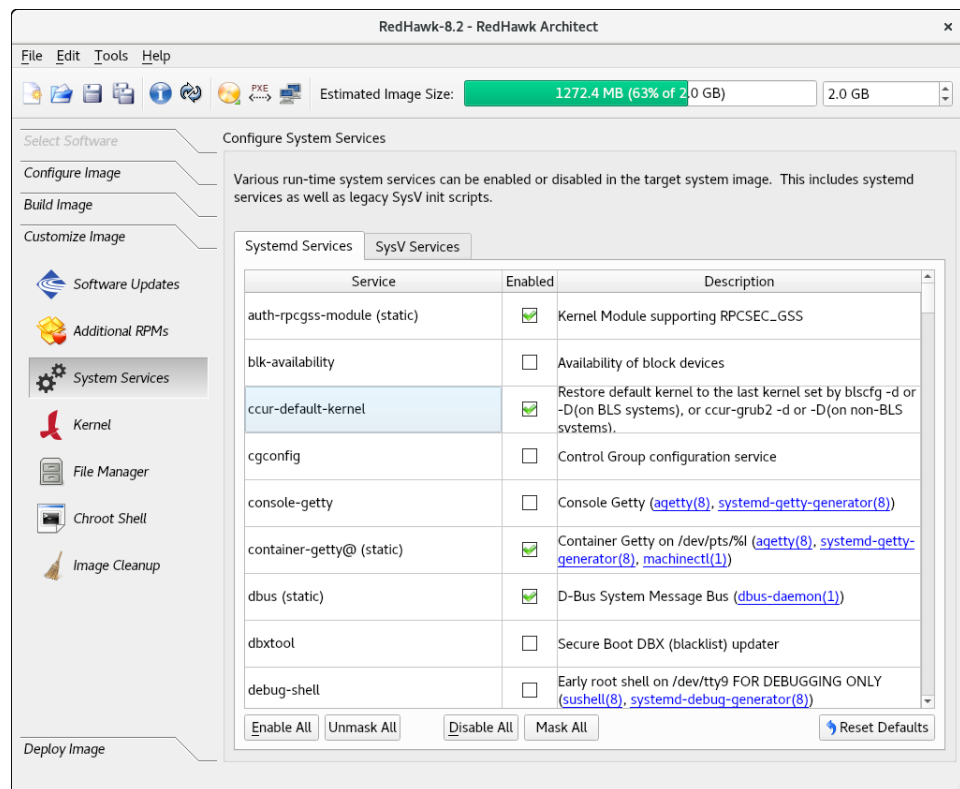 RedHawk-8.2 - RedHawk Architect
File Edit Tools Help
PXE
Estimated Image Size:
1272.4 MB (63% of 2.0 GB)
2.0 GB
Select Software
Configure Image
Build Image
Customize Image
Software Updates
Additional RPMs
System Services
Kernel
File Manager
Chroot Shell
Image Cleanup
Deploy Image
Configure System Services
Various run-time system services can be enabled or disabled in the target system image. This includes systemd
services as well as legacy SysV init scripts.
Systemd Services SysV Services
Service Enabled Description
auth-rpcgss-module (static) Kernel Module supporting RPCSEC_GSS
blk-availability Availability of block devices
ccur-default-kernel
Restore default kernel to the last kernel set by blscfg -d or
-D(on BLS systems), or ccur-grub2 -d or -D(on non-BLS
systems).
cgconfig Control Group configuration service
console-getty Console Getty (agetty(8), systemd-getty-generator(8))
container-getty@ (static)
Container Getty on /dev/pts/%I (agetty(8), systemd-getty-
generator(8), machinectl(1))
dbus (static) D-Bus System Message Bus (dbus-daemon(1))
dbxtool Secure Boot DBX (blacklist) updater
debug-shell
Early root shell on /dev/tty9 FOR DEBUGGING ONLY
(sushell(8), systemd-debug-generator(8))
Enable All Unmask All Disable All Mask All Reset Defaults